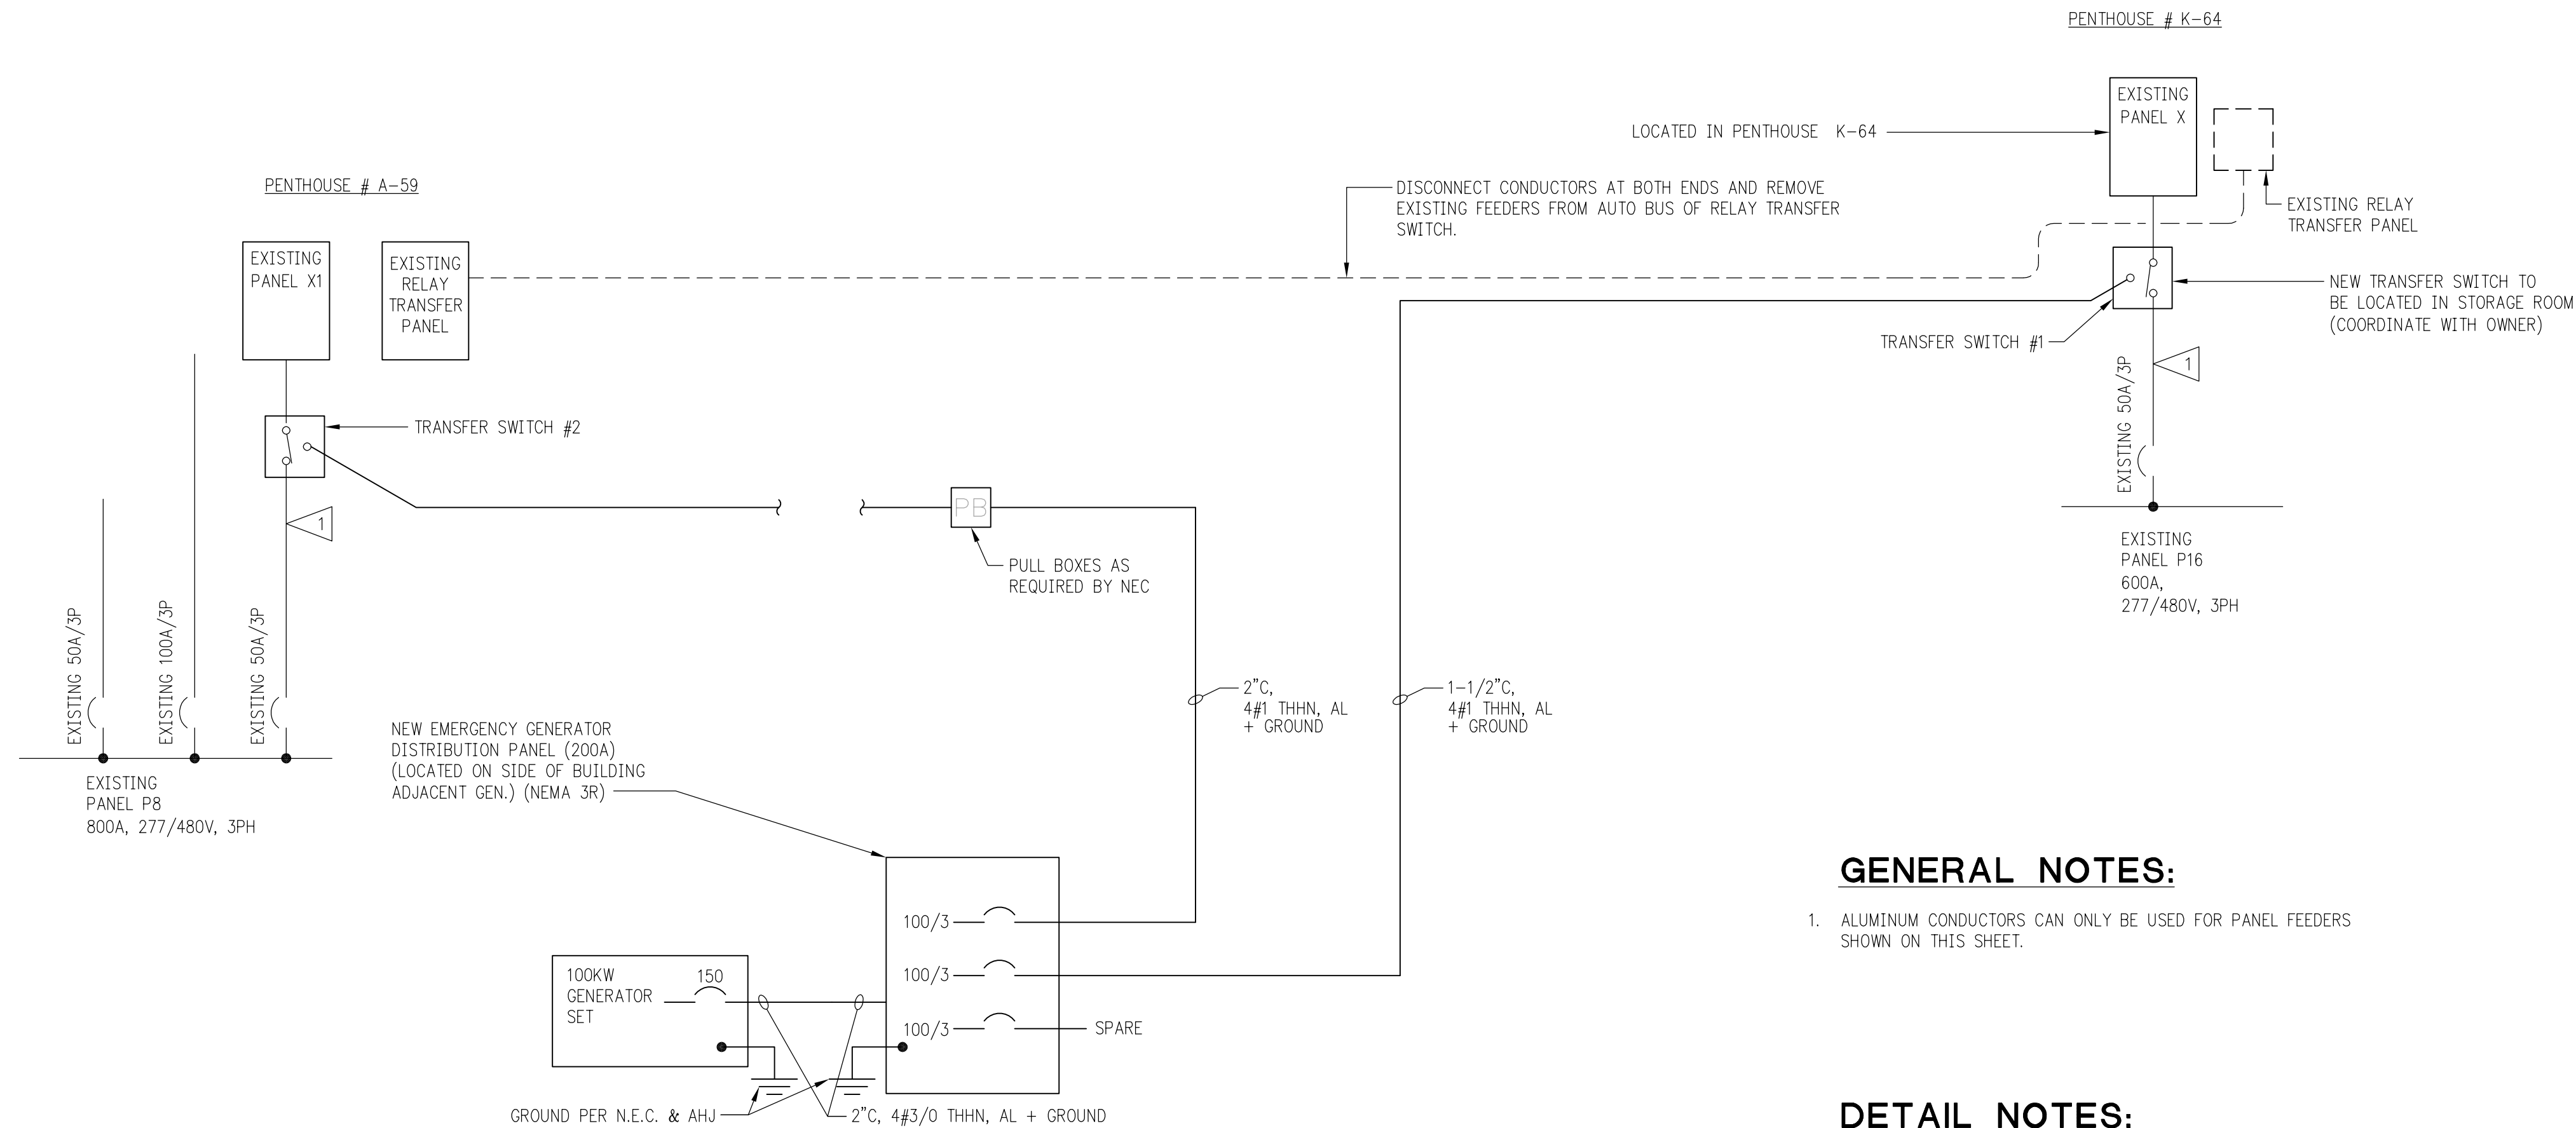 PENTHOUSE # K-64
EXISTING
PANEL X
LOCATED IN PENTHOUSE K-64
EXISTING RELAY
TRANSFER PANEL
DISCONNECT CONDUCTORS AT BOTH ENDS AND REMOVE
EXISTING FEEDERS FROM AUTO BUS OF RELAY TRANSFER
SWITCH.
NEW TRANSFER SWITCH TO
BE LOCATED IN STORAGE ROOM
(COORDINATE WITH OWNER)
TRANSFER SWITCH #1
1
EXISTING 50A/3P
EXISTING
PANEL P16
600A,
277/480V, 3PH
PENTHOUSE # A-59
EXISTING
PANEL X1
EXISTING
RELAY
TRANSFER
PANEL
TRANSFER SWITCH #2
1
EXISTING 50A/3P
EXISTING 100A/3P
EXISTING 50A/3P
EXISTING
PANEL P8
800A, 277/480V, 3PH
PB
PULL BOXES AS
REQUIRED BY NEC
2"C,
4#1 THHN, AL
+ GROUND
1-1/2"C,
4#1 THHN, AL
+ GROUND
NEW EMERGENCY GENERATOR
DISTRIBUTION PANEL (200A)
(LOCATED ON SIDE OF BUILDING
ADJACENT GEN.) (NEMA 3R)
100/3
100/3
100/3
SPARE
100KW
GENERATOR
SET
150
GROUND PER N.E.C. & AHJ
2"C, 4#3/0 THHN, AL + GROUND
GENERAL NOTES:
1. ALUMINUM CONDUCTORS CAN ONLY BE USED FOR PANEL FEEDERS
SHOWN ON THIS SHEET.
DETAIL NOTES: